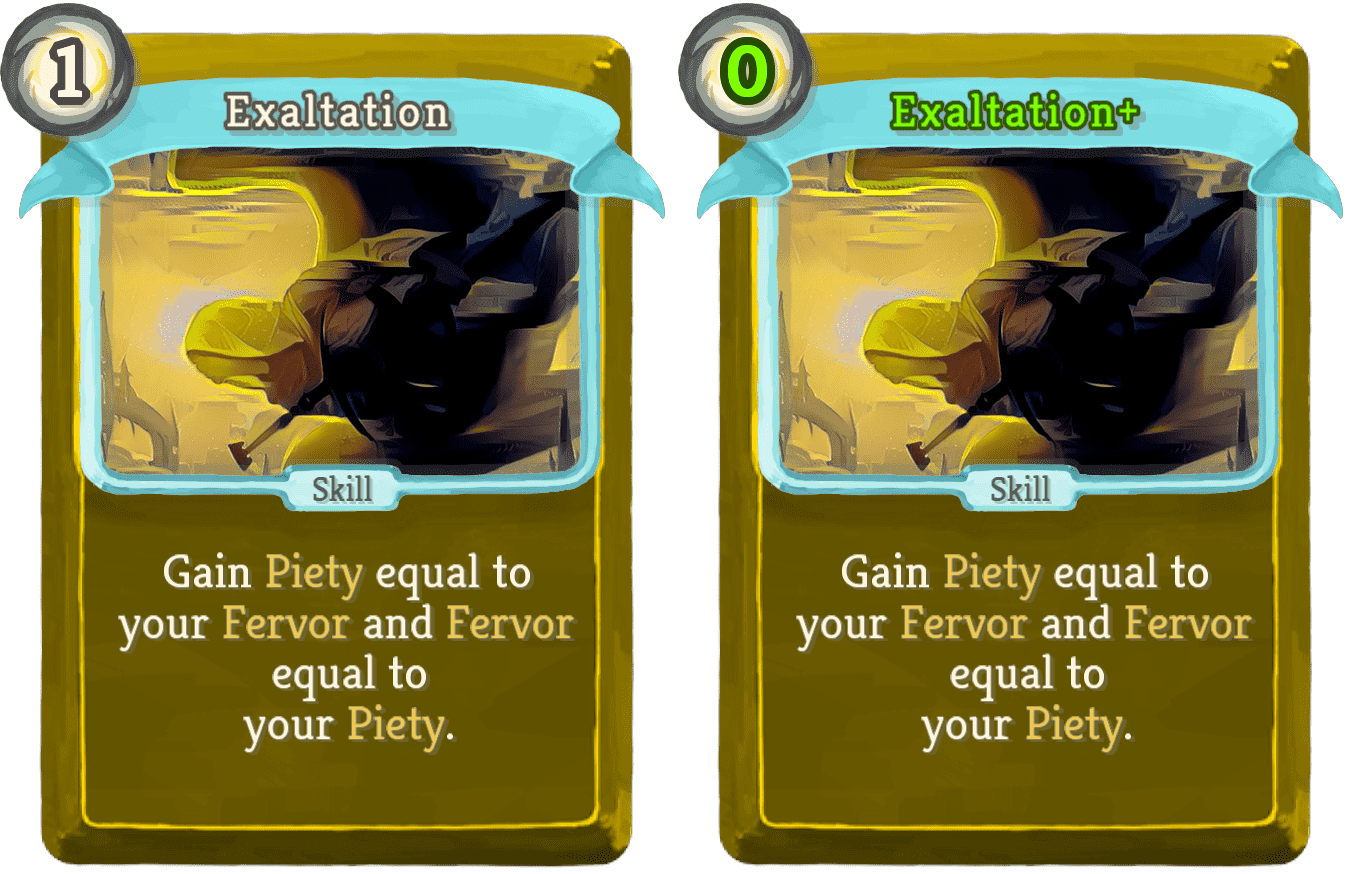 1
Exaltation
Skill
Gain Piety equal to
your Fervor and Fervor
equal to
your Piety.
0
Exaltation+
Skill
Gain Piety equal to
your Fervor and Fervor
equal to
your Piety.